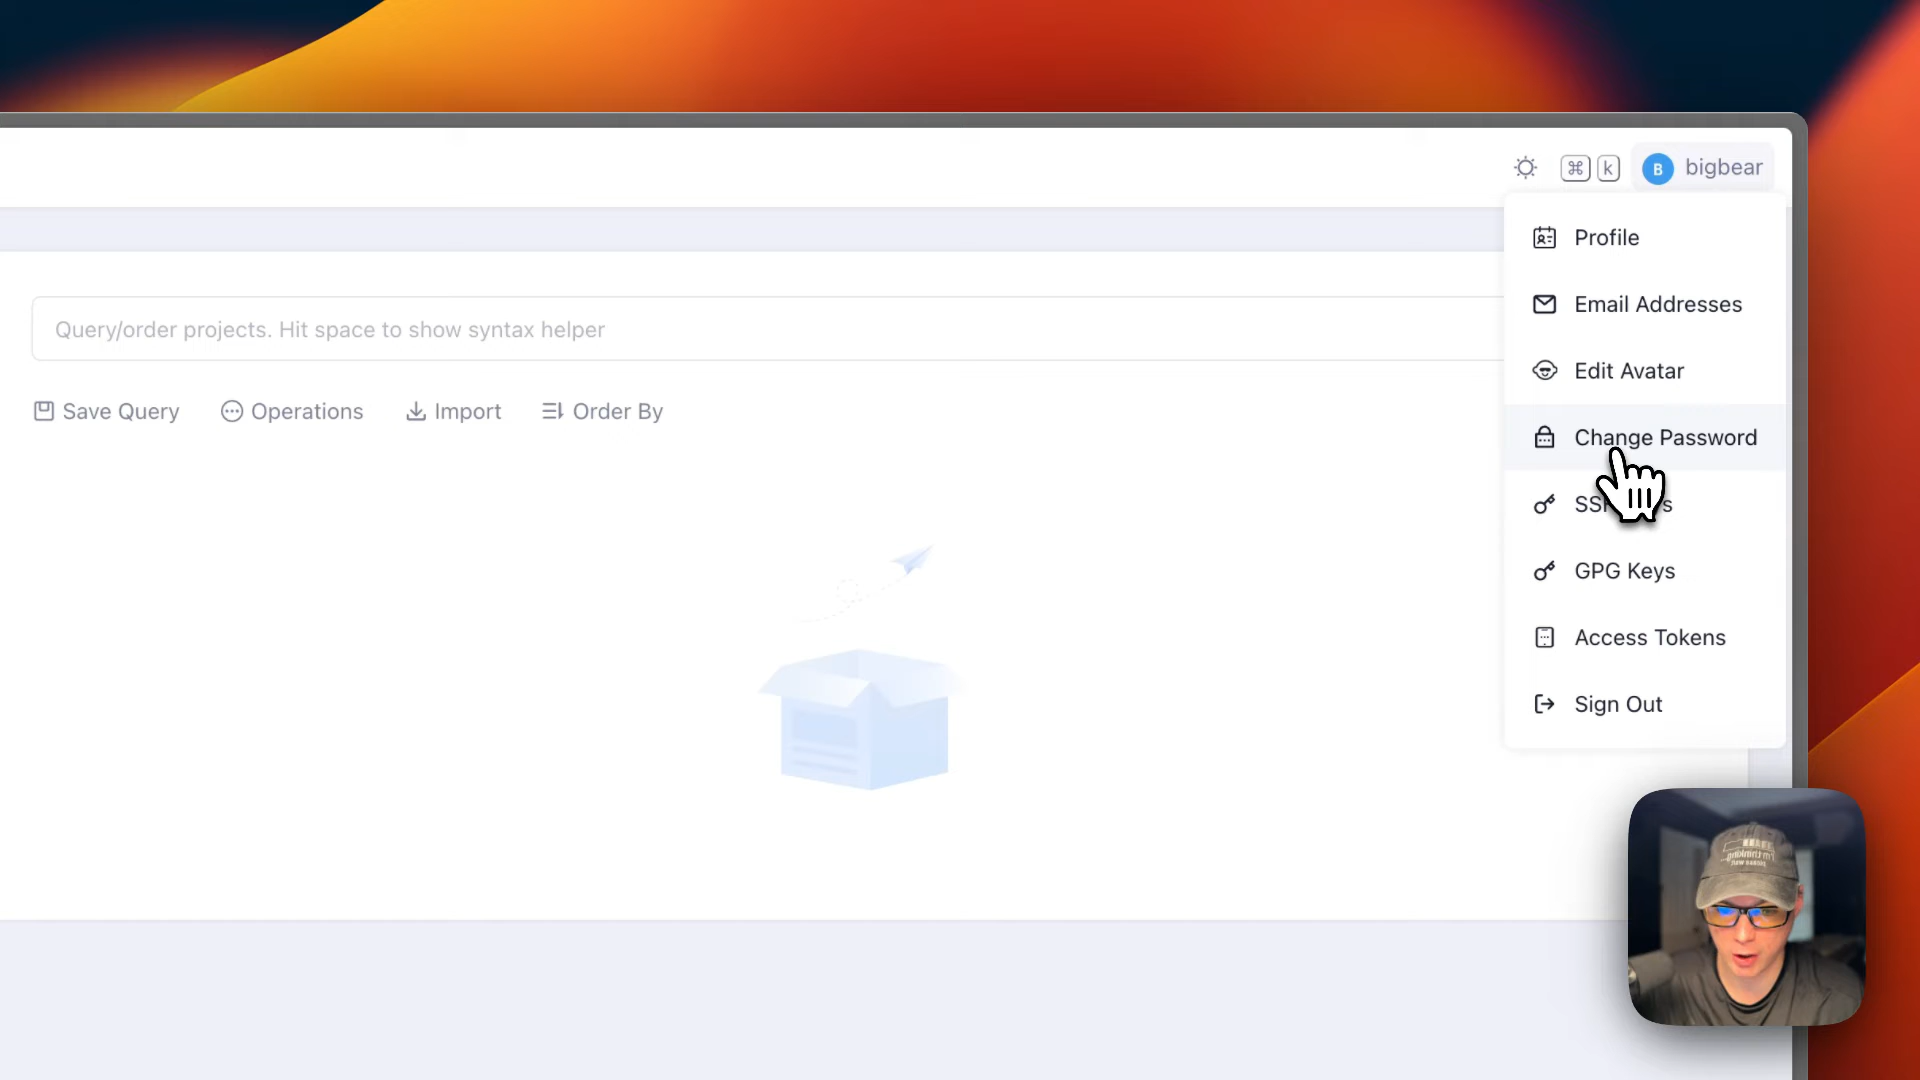 ⌘ k B bigbear
Profile
Email Addresses
Query/order projects. Hit space to show syntax helper
Edit Avatar
Save Query Operations Import Order By
Change Password
GPG Keys
Access Tokens
Sign Out